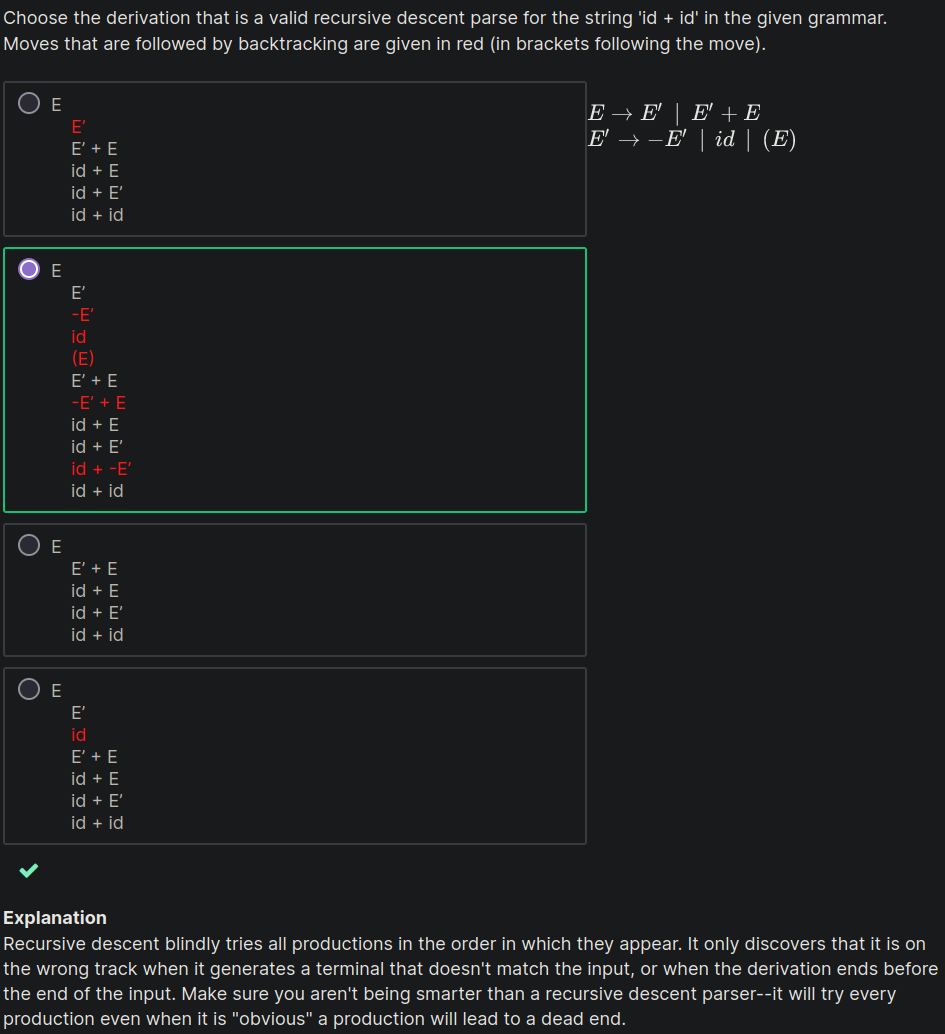 Choose the derivation that is a valid recursive descent parse for the string 'id + id' in the given grammar.
Moves that are followed by backtracking are given in red (in brackets following the move).
E
E′
E′ + E
id + E
id + E′
id + id
E → E′ | E′ + E
E′ → −E′ | id | (E)
E
E′
-E′
id
(E)
E′ + E
-E′ + E
id + E
id + E′
id + -E′
id + id
E
E′ + E
id + E
id + E′
id + id
E
E′
id
E′ + E
id + E
id + E′
id + id
Explanation
Recursive descent blindly tries all productions in the order in which they appear. It only discovers that it is on
the wrong track when it generates a terminal that doesn't match the input, or when the derivation ends before
the end of the input. Make sure you aren't being smarter than a recursive descent parser--it will try every
production even when it is "obvious" a production will lead to a dead end.